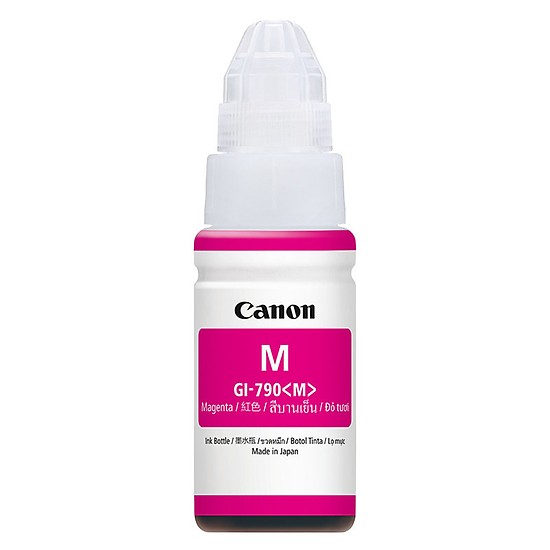 Canon
M
GI-790<M>
Magenta / 紅色 / สีบานเย็น / Đỏ tươi
Ink Bottle / 墨水瓶 / ขวดหมึก / Botol Tinta / Lọ mực
Made in Japan